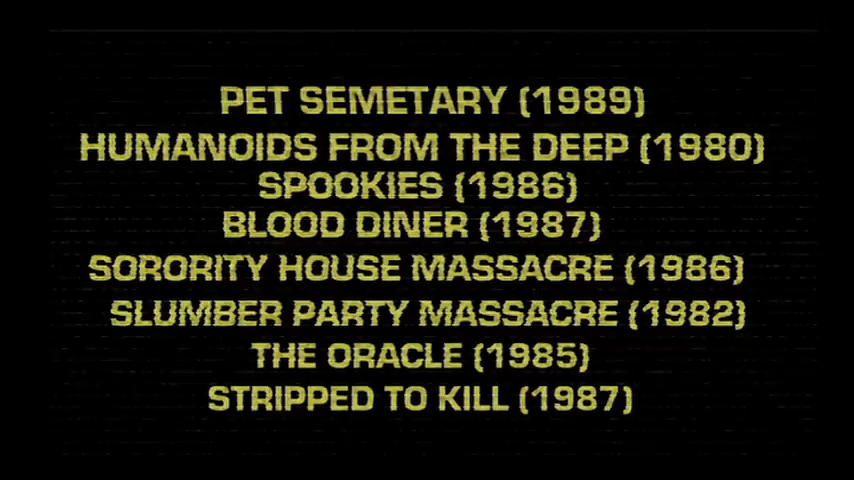 PET SEMETARY (1989)
HUMANOIDS FROM THE DEEP (1980)
SPOOKIES (1986)
BLOOD DINER (1987)
SORORITY HOUSE MASSACRE (1986)
SLUMBER PARTY MASSACRE (1982)
THE ORACLE (1985)
STRIPPED TO KILL (1987)